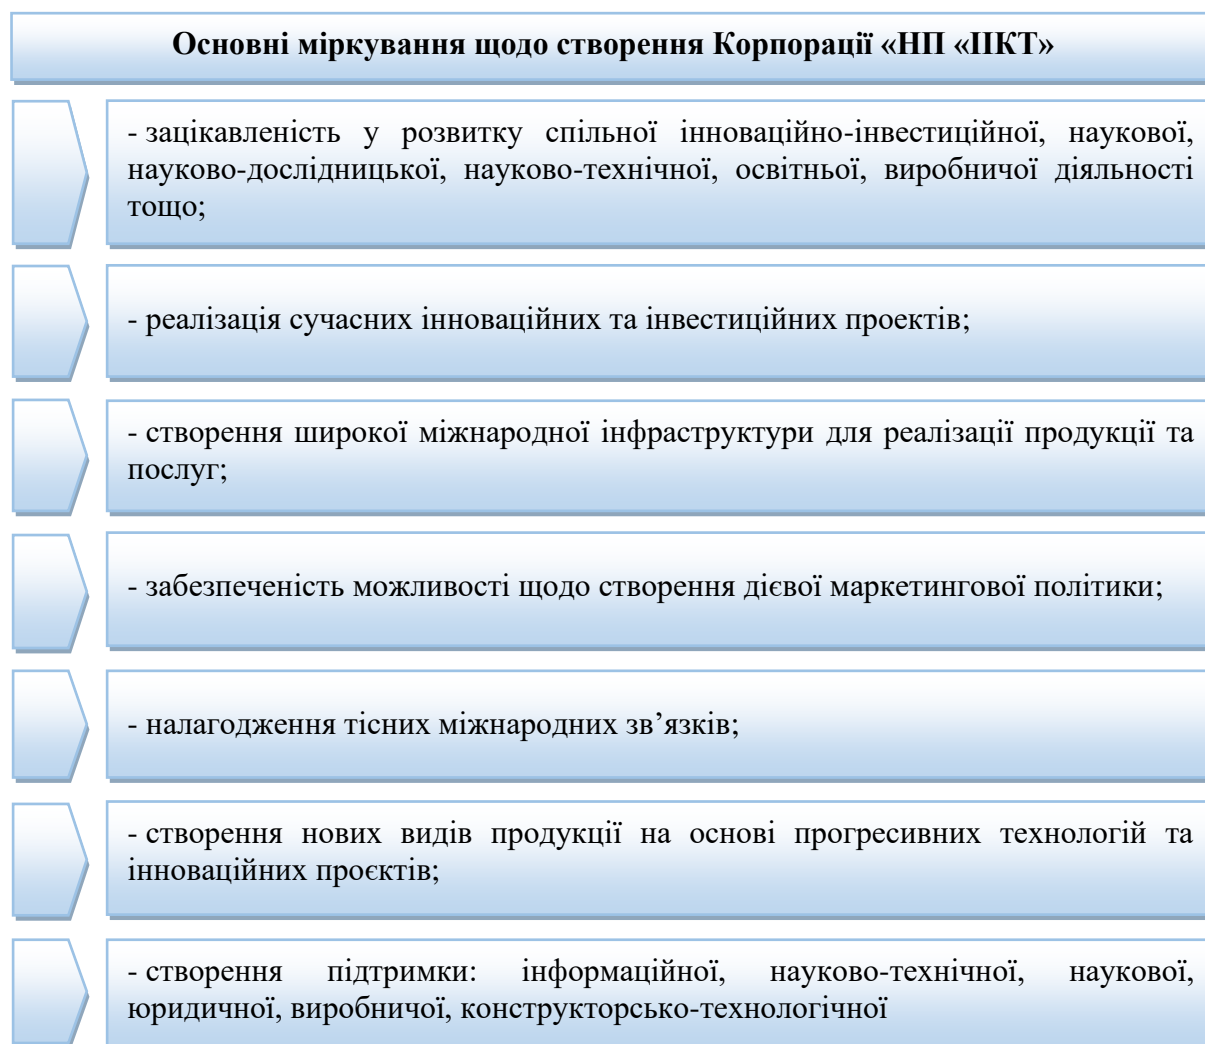 Основні міркування щодо створення Корпорації «НП «ІІКТ»
- зацікавленість у розвитку спільної інноваційно-інвестиційної, наукової,
науково-дослідницької, науково-технічної, освітньої, виробничої діяльності
тощо;
- реалізація сучасних інноваційних та інвестиційних проектів;
- створення широкої міжнародної інфраструктури для реалізації продукції та
послуг;
- забезпеченість можливості щодо створення дієвої маркетингової політики;
- налагодження тісних міжнародних зв’язків;
- створення нових видів продукції на основі прогресивних технологій та
інноваційних проєктів;
- створення підтримки: інформаційної, науково-технічної, наукової,
юридичної, виробничої, конструкторсько-технологічної